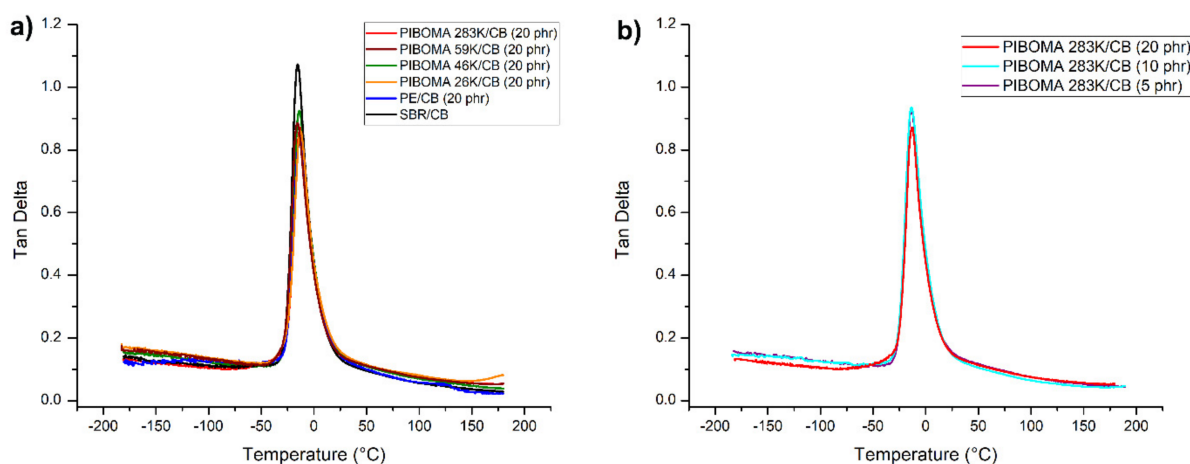 a)
1.2
1.0
0.8
0.6
0.4
0.2
0.0
Tan Delta
PIBOMA 283K/CB (20 phr)
PIBOMA 59K/CB (20 phr)
PIBOMA 46K/CB (20 phr)
PIBOMA 26K/CB (20 phr)
PE/CB (20 phr)
SBR/CB
-200 -150 -100 -50 0 50 100 150 200
Temperature (°C)
b)
1.2
1.0
0.8
0.6
0.4
0.2
0.0
Tan Delta
PIBOMA 283K/CB (20 phr)
PIBOMA 283K/CB (10 phr)
PIBOMA 283K/CB (5 phr)
-200 -150 -100 -50 0 50 100 150 200
Temperature (°C)